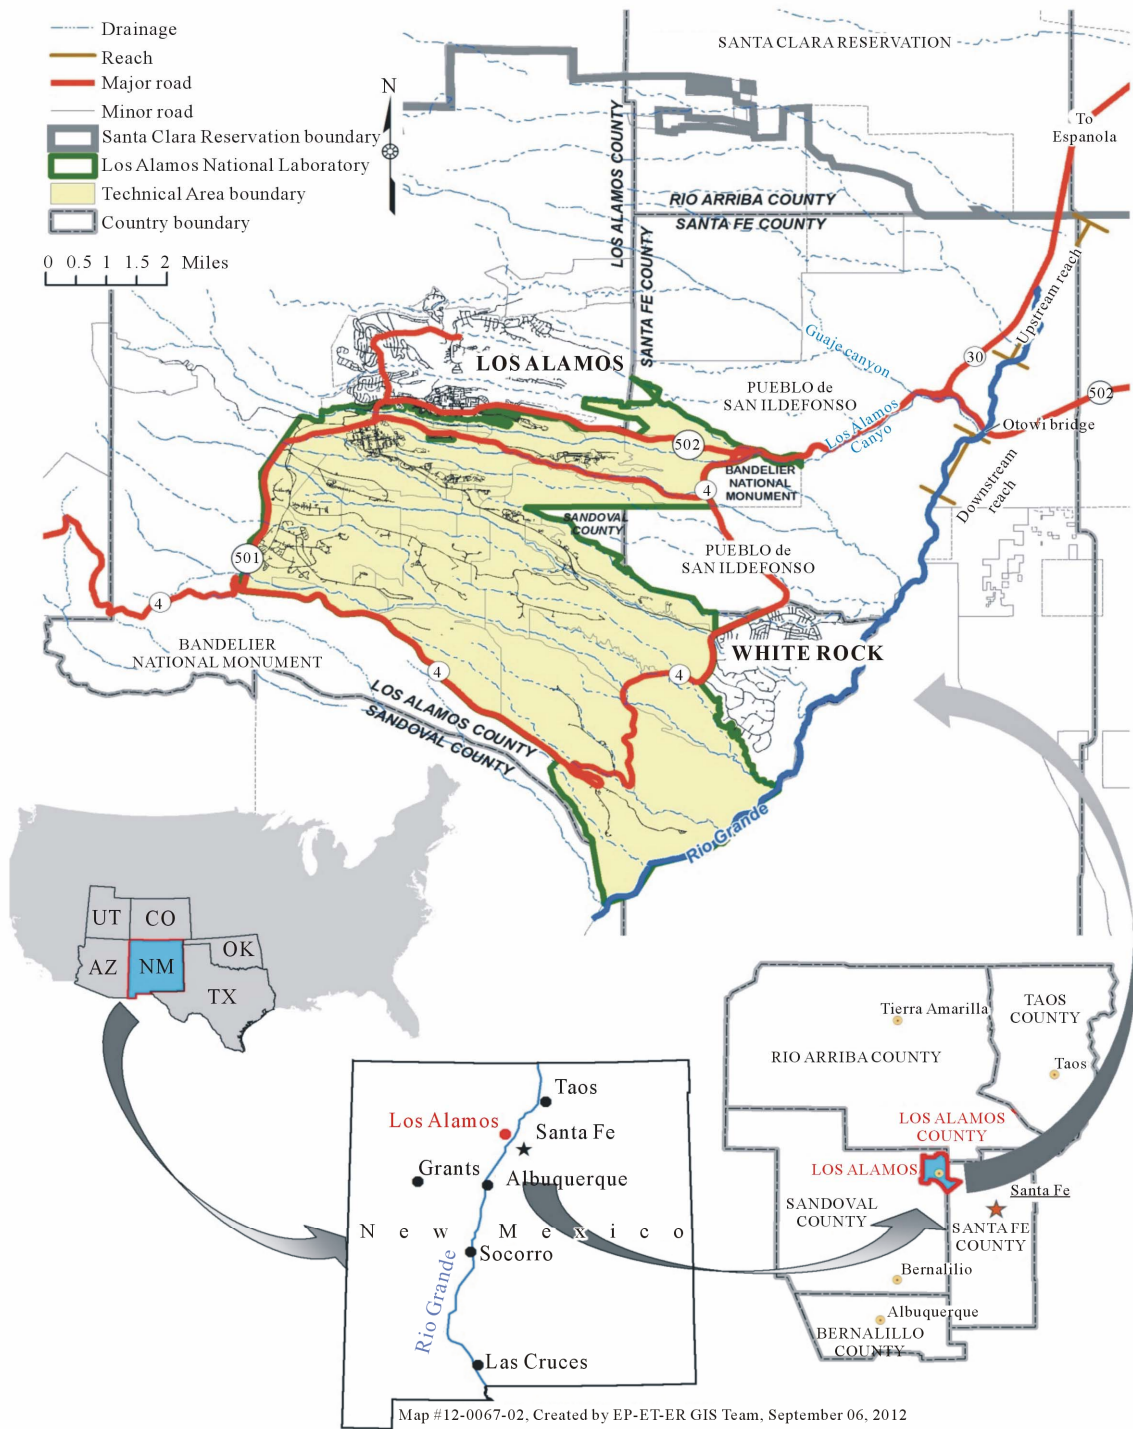 Drainage
Reach
Major road
Minor road
Santa Clara Reservation boundary
Los Alamos National Laboratory
Technical Area boundary
Country boundary
0 0.5 1 1.5 2 Miles
N
SANTA CLARA RESERVATION
To
Espanola
LOS ALAMOS COUNTY
SANTA FE COUNTY
RIO ARRIBA COUNTY
SANTA FE COUNTY
Upstream reach
Guaje canyon
30
LOS ALAMOS
PUEBLO de
SAN ILDEFONSO
502
Los Alamos
Canyo
Otowi bridge
502
BANDELIER
NATIONAL
MONUMENT
4
Downstream
reach
SANDOVAL
COUNTY
PUEBLO de
SAN ILDEFONSO
501
4
BANDELIER
NATIONAL MONUMENT
WHITE ROCK
4
4
LOS ALAMOS COUNTY
SANDOVAL COUNTY
Rio Grande
UT
CO
AZ
NM
OK
TX
Taos
Los Alamos
Santa Fe
Grants
Albuquerque
New Mexico
Socorro
Rio Grande
Las Cruces
Tierra Amarilla
TAOS
COUNTY
RIO ARRIBA COUNTY
Taos
LOS ALAMOS
COUNTY
LOS ALAMOS
Santa Fe
SANDOVAL
COUNTY
SANTA FE
COUNTY
Bernalilio
Albuquerque
BERNALILLO
COUNTY
Map #12-0067-02, Created by EP-ET-ER GIS Team, September 06, 2012